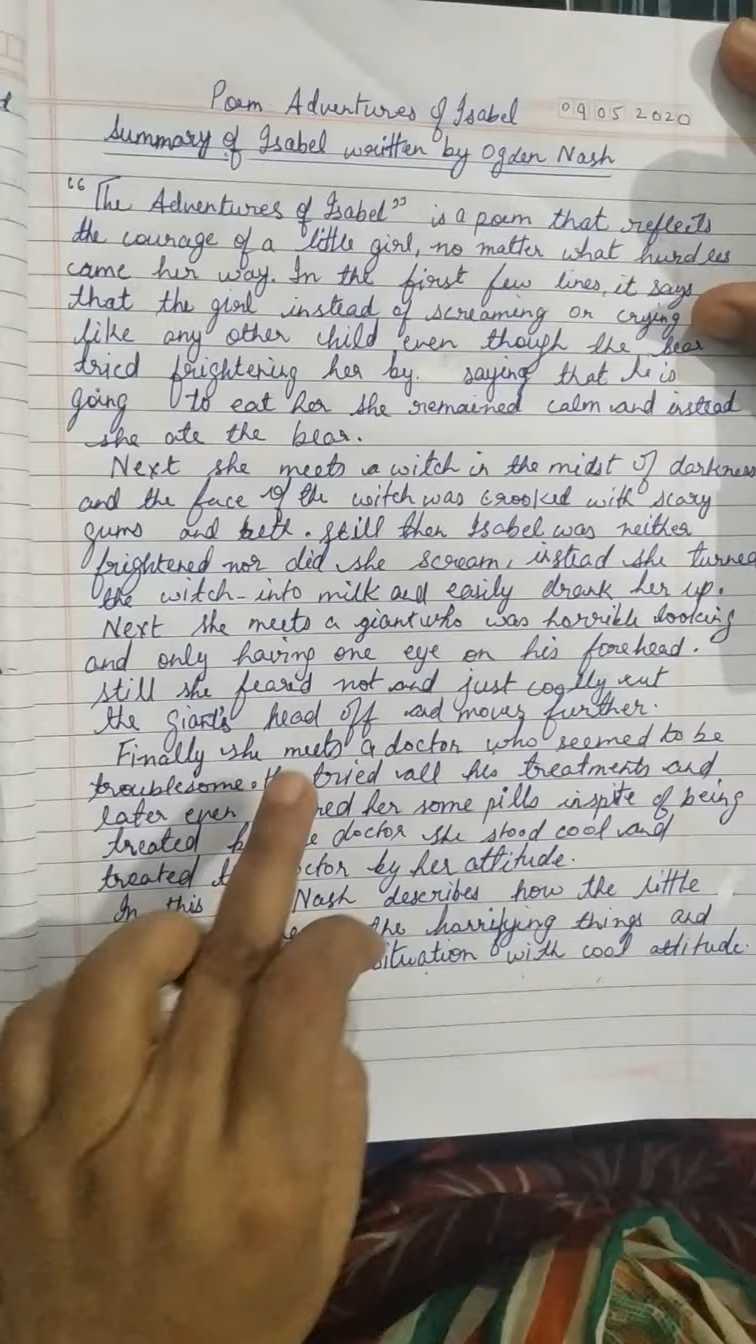 Poem Adventures of Isabel 09 05 2020
Summary of Isabel written by Ogden Nash
"The Adventures of Isabel" is a poem that reflects
the courage of a little girl, no matter what hurdles
came her way. In the first few lines, it says
that the girl instead of screaming or crying
like any other child even though the bear
tried frightening her by. saying that he is
going to eat her she remained calm and instead
she ate the bear.
Next she meets a witch in the midst of darkness
and the face of the witch was crooked with scary
gums and teeth. still then Isabel was neither
frightened nor did she scream, instead she turned
the witch into milk and easily drank her up.
Next she meets a giant who was horrible looking
and only having one eye on his forehead.
still she feared not and just coolly cut
the giant's head off and moves further.
Finally she meets a doctor who seemed to be
troublesome. tried all his treatments and
later even her some pills inspite of being
treated doctor she stood cool and
treated by her attitude.
In this Nash describes how the little
the horrifying things and
situation with cool attitude.